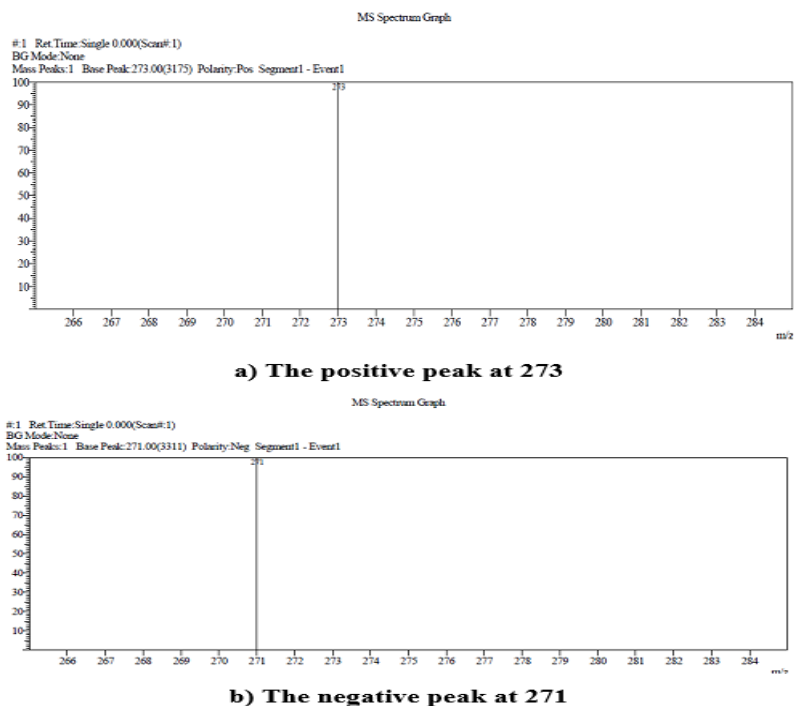 MS Spectrum Graph
#:1 Ret.Time:Single 0.000(Scan#:1)
BG Mode:None
Mass Peaks:1 Base Peak:273.00(3175) Polarity:Pos Segment1 - Event1
100
273
90
80
70
60
50
40
30
20
10
266 267 268 269 270 271 272 273 274 275 276 277 278 279 280 281 282 283 284
m/z
a) The positive peak at 273
MS Spectrum Graph
#:1 Ret.Time:Single 0.000(Scan#:1)
BG Mode:None
Mass Peaks:1 Base Peak:271.00(3311) Polarity:Neg Segment1 - Event1
100
271
90
80
70
60
50
40
30
20
10
266 267 268 269 270 271 272 273 274 275 276 277 278 279 280 281 282 283 284
m/z
b) The negative peak at 271